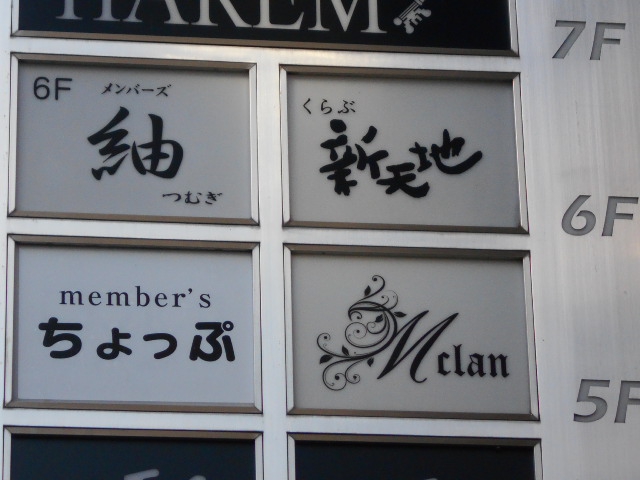 HAREM
7F
6F
メンバーズ
紬
つむぎ
くらぶ
新天地
6F
member's
ちょっぷ
Mclan
5F